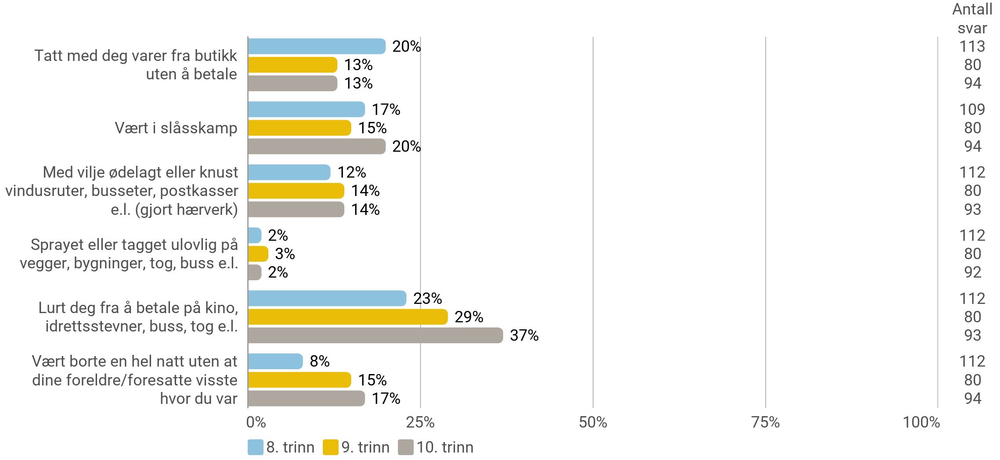 Antall
svar
Tatt med deg varer fra butikk
uten å betale
20%
13%
13%
113
80
94
Vært i slåsskamp
17%
15%
20%
109
80
94
Med vilje ødelagt eller knust
vindusruter, busseter, postkasser
e.l. (gjort hærverk)
12%
14%
14%
112
80
93
Sprayet eller tagget ulovlig på
vegger, bygninger, tog, buss e.l.
2%
3%
2%
112
80
92
Lurt deg fra å betale på kino,
idrettsstevner, buss, tog e.l.
23%
29%
37%
112
80
93
Vært borte en hel natt uten at
dine foreldre/foresatte visste
hvor du var
8%
15%
17%
112
80
94
0% 25% 50% 75% 100%
8. trinn 9. trinn 10. trinn